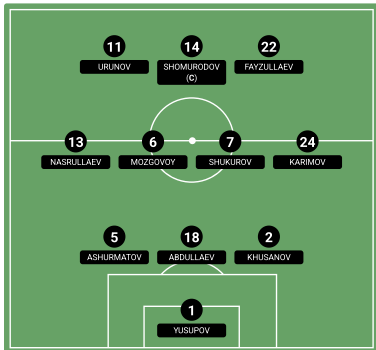 11 14 22
URUNOV SHOMURODOV FAYZULLAEV
(C)
13 6 7 24
NASRULLAEV MOZGOVOY SHUKUROV KARIMOV
5 18 2
ASHURMATOV ABDULLAEV KHUSANOV
1
YUSUPOV